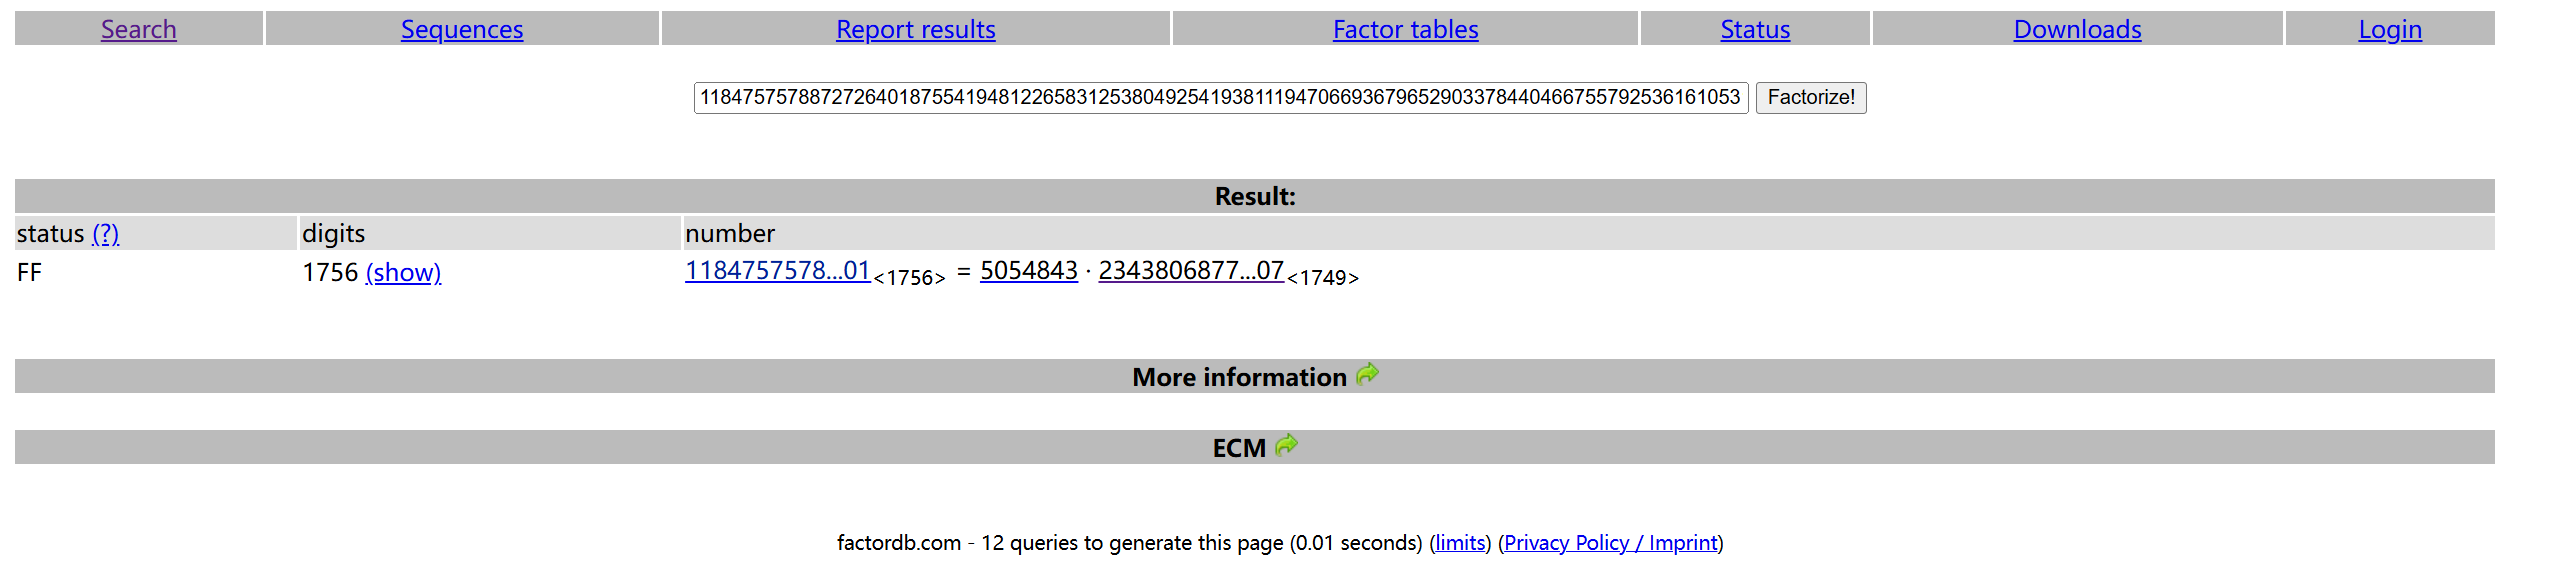 Search Sequences Report results Factor tables Status Downloads Login
1184757578872726401875541948122658312538049254193811194706693679652903378440466755792536161053 Factorize!
Result:
status (?) digits number
FF 1756 (show) 1184757578...01<1756> = 5054843 · 2343806877...07<1749>
More information
ECM
factordb.com - 12 queries to generate this page (0.01 seconds) (limits) (Privacy Policy / Imprint)